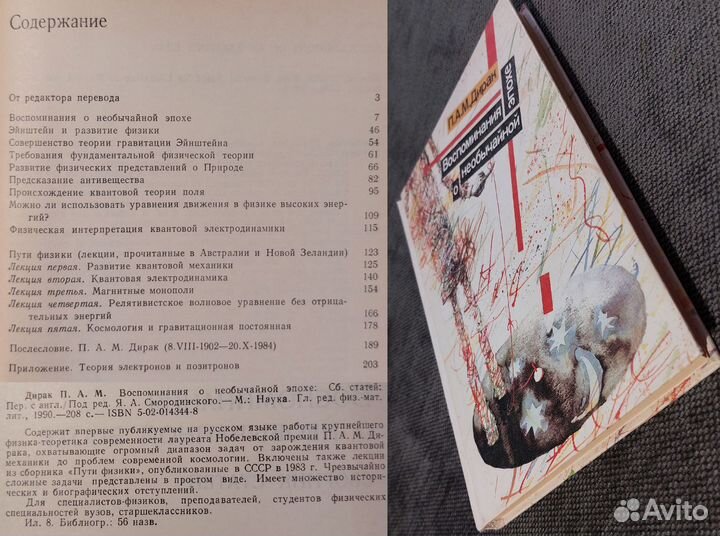 Содержание
От редактора перевода 3
Воспоминания о необычайной эпохе 7
Эйнштейн и развитие физики 46
Совершенство теории гравитации Эйнштейна 54
Требования фундаментальной физической теории 61
Развитие физических представлений о Природе 66
Предсказание антивещества 82
Происхождение квантовой теории поля 95
Можно ли использовать уравнения движения в физике высоких энер-
гий? 109
Физическая интерпретация квантовой электродинамики 115
Пути физики (лекции, прочитанные в Австралии и Новой Зеландии) 123
Лекция первая. Развитие квантовой механики 125
Лекция вторая. Квантовая электродинамика 140
Лекция третья. Магнитные монополи 154
Лекция четвертая. Релятивистское волновое уравнение без отрица-
тельных энергий 166
Лекция пятая. Космология и гравитационная постоянная 178
Послесловие. П. А. М. Дирак (8.VIII-1902—20.X-1984) 189
Приложение. Теория электронов и позитронов 203
Дирак П. А. М. Воспоминания о необычайной эпохе: Сб. статей:
Пер. с англ./Под ред. Я. А. Смородинского.— М.: Наука. Гл. ред. физ.-мат.
лит., 1990.—208 с.— ISBN 5-02-014344-8
Содержит впервые публикуемые на русском языке работы крупнейшего
физика-теоретика современности лауреата Нобелевской премии П. А. М. Ди-
рака, охватывающие огромный диапазон задач от зарождения квантовой
механики до проблем современной космологии. Включены также лекции
из сборника «Пути физики», опубликованные в СССР в 1983 г. Чрезвычайно
сложные задачи представлены в простом виде. Имеет множество истори-
ческих и биографических отступлений.
Для специалистов-физиков, преподавателей, студентов физических
специальностей вузов, старшеклассников.
Ил. 8. Библиогр.: 56 назв.
П.А.М.Дирак
Воспоминания
о необычайной
эпохе
Avito